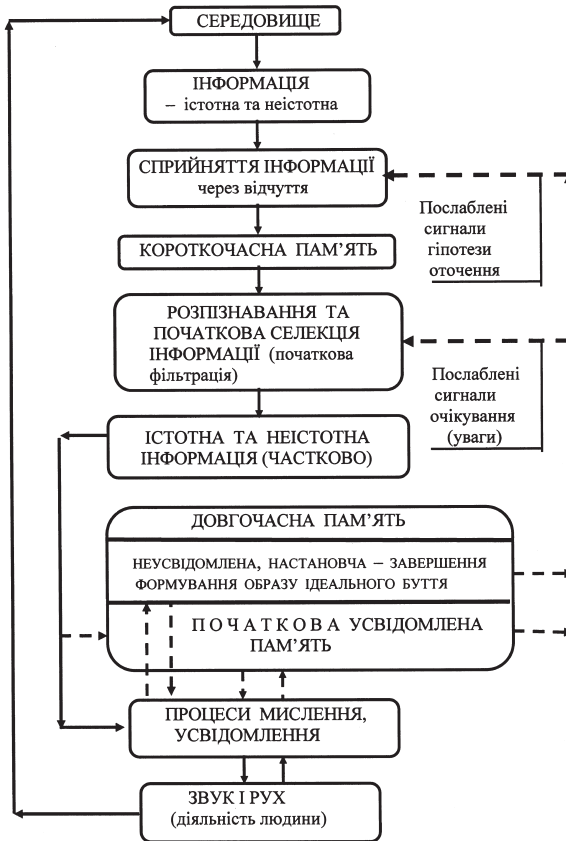 СЕРЕДОВИЩЕ
ІНФОРМАЦІЯ
– істотна та неістотна
СПРИЙНЯТТЯ ІНФОРМАЦІЇ
через відчуття
Послаблені
сигнали
гіпотези
оточення
КОРОТКОЧАСНА ПАМ’ЯТЬ
РОЗПІЗНАВАННЯ ТА
ПОЧАТКОВА СЕЛЕКЦІЯ
ІНФОРМАЦІЇ (початкова
фільтрація)
Послаблені
сигнали
очікування
(уваги)
ІСТОТНА ТА НЕІСТОТНА
ІНФОРМАЦІЯ (ЧАСТКОВО)
ДОВГОЧАСНА ПАМ’ЯТЬ
НЕУСВІДМЛЕНА, НАСТАНОВЧА – ЗАВЕРШЕННЯ
ФОРМУВАННЯ ОБРАЗУ ІДЕАЛЬНОГО БУТТЯ
П О Ч А Т К О В А УСВІДОМЛЕНА
ПАМ’ЯТЬ
ПРОЦЕСИ МИСЛЕННЯ,
УСВІДОМЛЕННЯ
ЗВУК І РУХ
(діяльність людини)